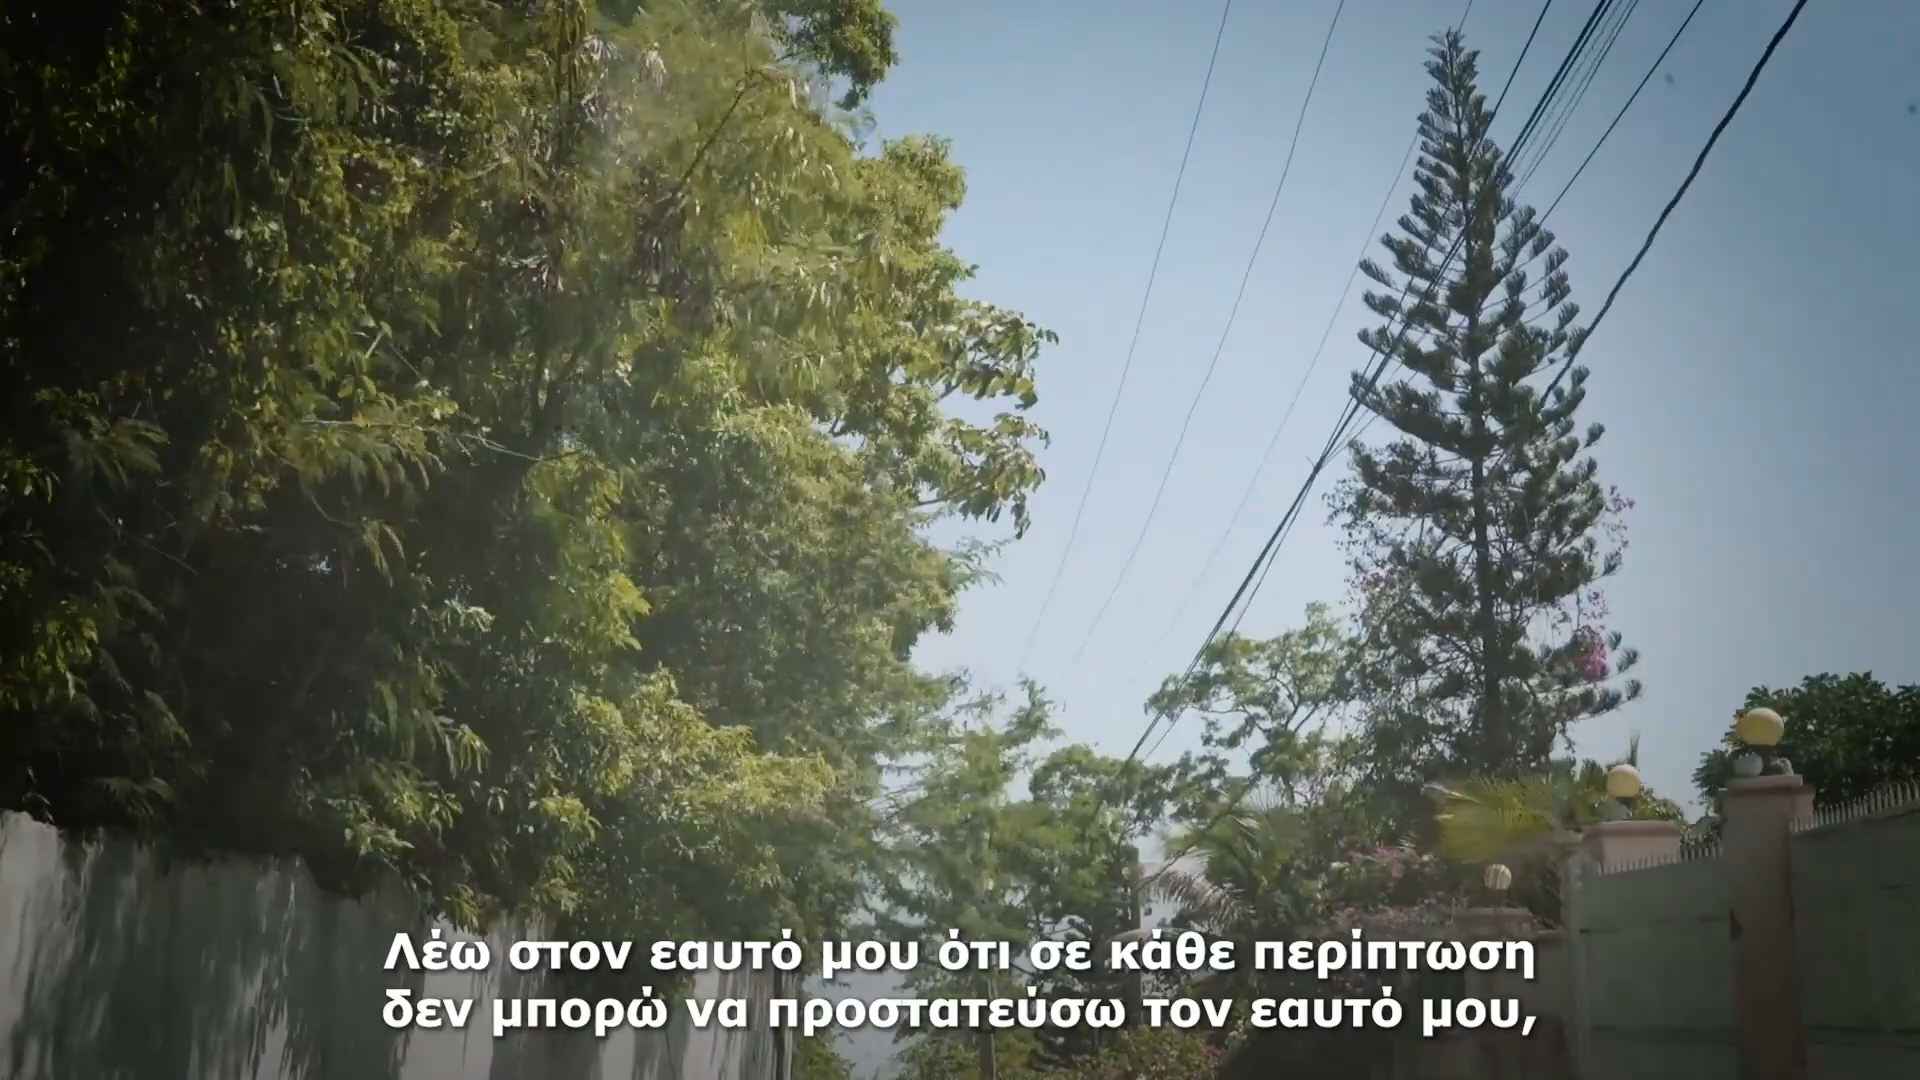 Λέω στον εαυτό μου ότι σε κάθε περίπτωση
δεν μπορώ να προστατεύσω τον εαυτό μου,